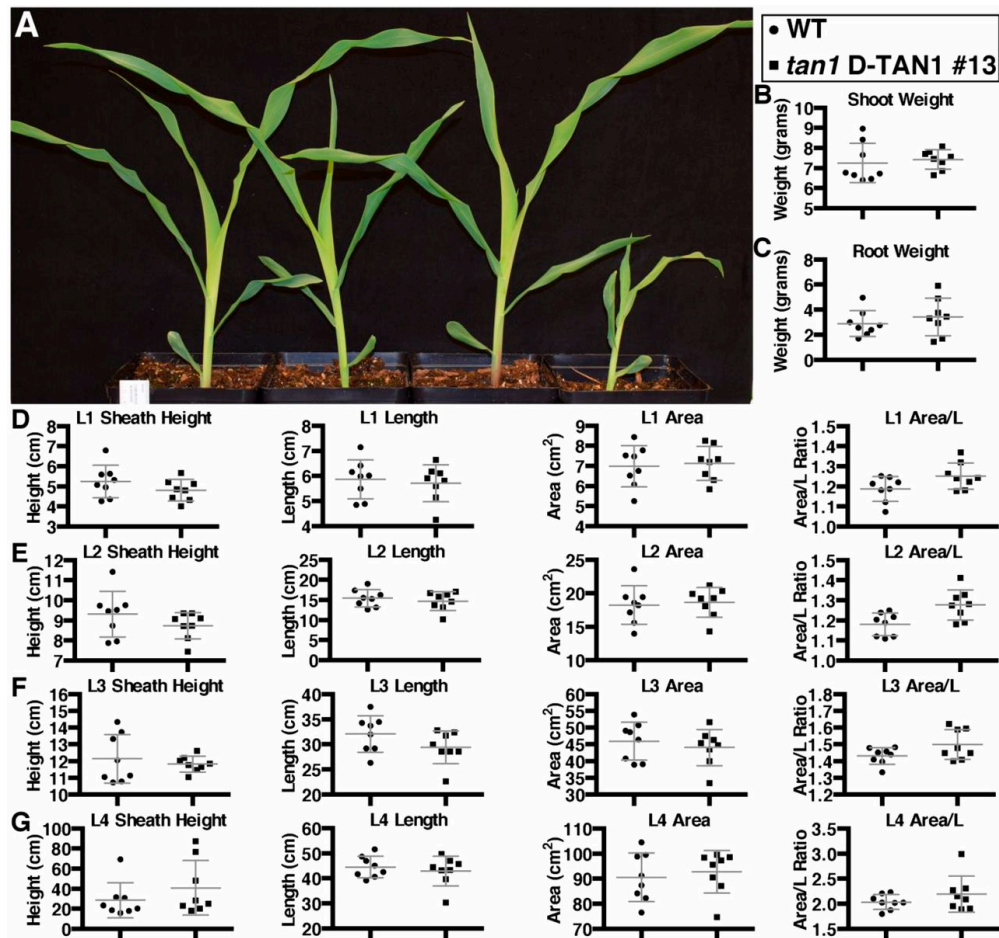 A
● WT
■ tan1 D-TAN1 #13
B
Shoot Weight
Weight (grams)
10
9
8
7
6
5
C
Root Weight
Weight (grams)
8
6
4
2
0
D
L1 Sheath Height
Height (cm)
8
7
6
5
4
3
L1 Length
Length (cm)
8
7
6
5
4
L1 Area
Area (cm²)
9
8
7
6
5
4
L1 Area/L
Area/L Ratio
1.5
1.4
1.3
1.2
1.1
1.0
E
L2 Sheath Height
Height (cm)
12
11
10
9
8
7
L2 Length
Length (cm)
25
20
15
10
5
0
L2 Area
Area (cm²)
25
20
15
10
L2 Area/L
Area/L Ratio
1.5
1.4
1.3
1.2
1.1
1.0
F
L3 Sheath Height
Height (cm)
16
15
14
13
12
11
10
L3 Length
Length (cm)
40
35
30
25
20
L3 Area
Area (cm²)
60
55
50
45
40
35
30
L3 Area/L
Area/L Ratio
1.8
1.7
1.6
1.5
1.4
1.3
1.2
G
L4 Sheath Height
Height (cm)
100
80
60
40
20
0
L4 Length
Length (cm)
60
50
40
30
20
L4 Area
Area (cm²)
110
100
90
80
70
L4 Area/L
Area/L Ratio
3.5
3.0
2.5
2.0
1.5